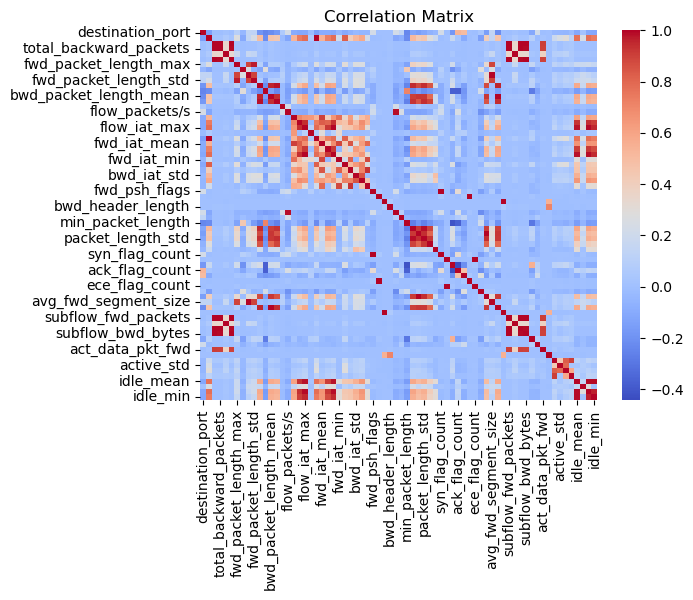 Correlation Matrix
destination_port
total_backward_packets
fwd_packet_length_max
fwd_packet_length_std
bwd_packet_length_mean
flow_packets/s
flow_iat_max
fwd_iat_mean
fwd_iat_min
bwd_iat_std
fwd_psh_flags
bwd_header_length
min_packet_length
packet_length_std
syn_flag_count
ack_flag_count
ece_flag_count
avg_fwd_segment_size
subflow_fwd_packets
subflow_bwd_bytes
act_data_pkt_fwd
active_std
idle_mean
idle_min
destination_port
total_backward_packets
fwd_packet_length_max
fwd_packet_length_std
bwd_packet_length_mean
flow_packets/s
flow_iat_max
fwd_iat_mean
fwd_iat_min
bwd_iat_std
fwd_psh_flags
bwd_header_length
min_packet_length
packet_length_std
syn_flag_count
ack_flag_count
ece_flag_count
avg_fwd_segment_size
subflow_fwd_packets
subflow_bwd_bytes
act_data_pkt_fwd
active_std
idle_mean
idle_min
1.0
0.8
0.6
0.4
0.2
0.0
−0.2
−0.4